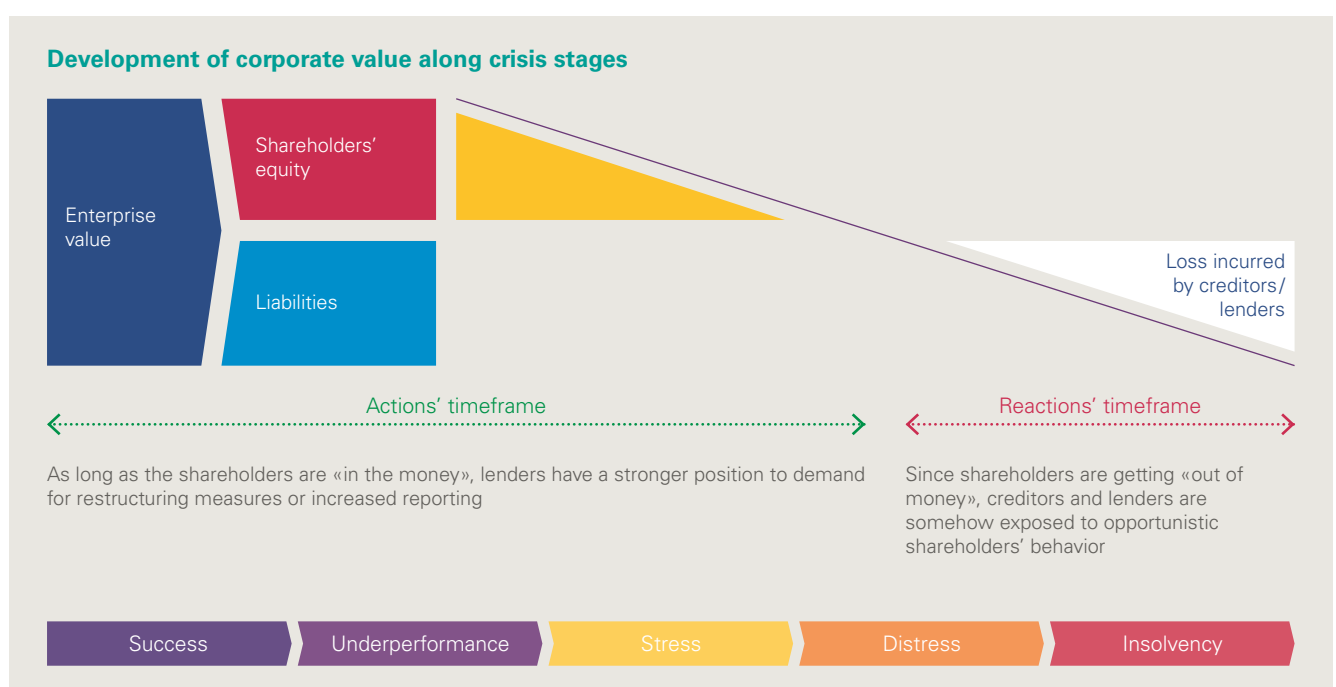 Development of corporate value along crisis stages
Enterprise
value
Shareholders’
equity
Liabilities
Loss incurred
by creditors/
lenders
Actions’ timeframe
As long as the shareholders are «in the money», lenders have a stronger position to demand
for restructuring measures or increased reporting
Reactions’ timeframe
Since shareholders are getting «out of
money», creditors and lenders are
somehow exposed to opportunistic
shareholders’ behavior
Success
Underperformance
Stress
Distress
Insolvency